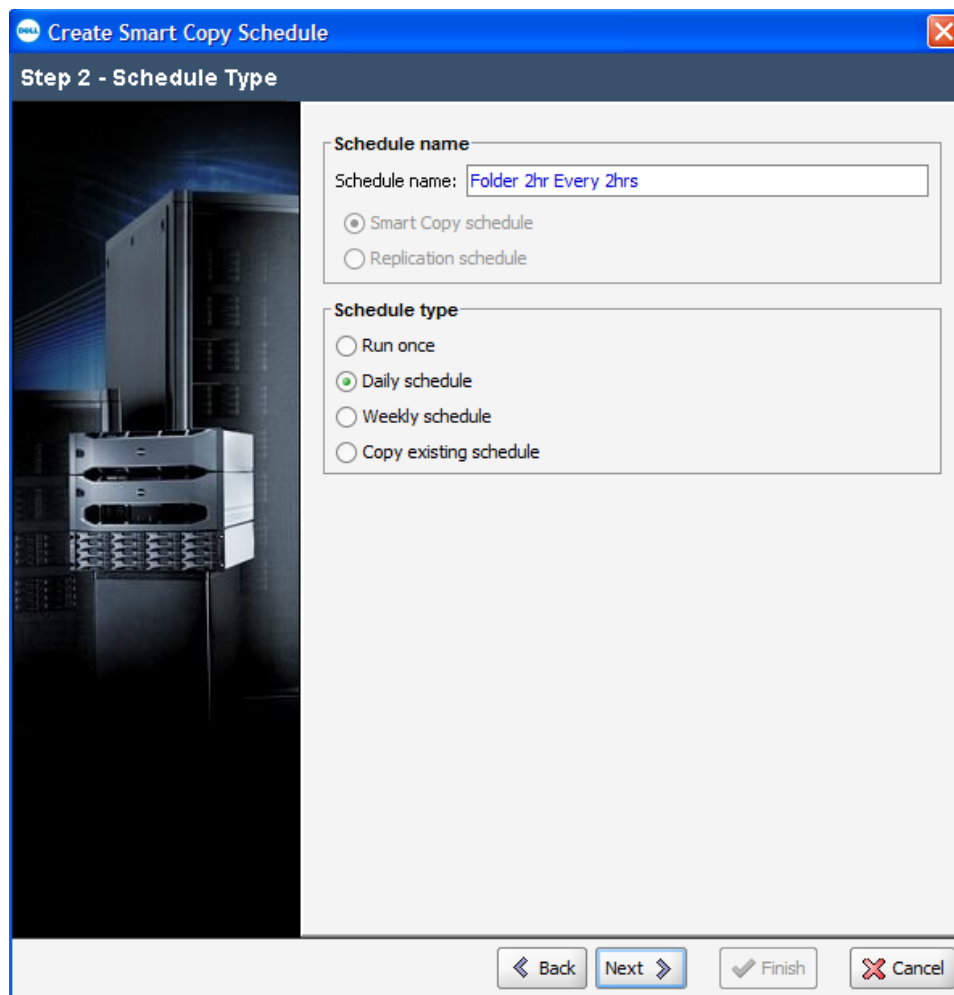 DELL
Create Smart Copy Schedule
Step 2 - Schedule Type
Schedule name
Schedule name: Folder 2hr Every 2hrs
Smart Copy schedule
Replication schedule
Schedule type
Run once
Daily schedule
Weekly schedule
Copy existing schedule
Back Next Finish Cancel